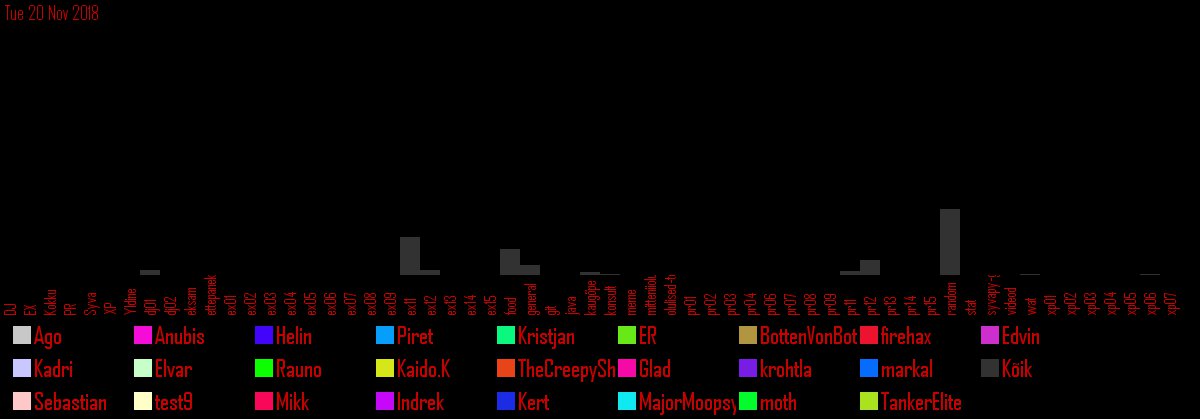 Tue 20 Nov 2018
DJ
EX
Kokku
PR
Syva
XP
Yldine
dj01
dj02
eksam
ettepanek
ex01
ex02
ex03
ex04
ex05
ex06
ex07
ex08
ex09
ex11
ex12
ex13
ex14
ex15
food
general
git
java
kaugõpe
konsult
meme
olulised-h
pr01
pr02
pr03
pr04
pr06
pr07
pr08
pr09
pr11
pr12
pr13
pr14
pr15
random
stat
videod
wat
xp01
xp02
xp03
xp04
xp05
xp06
xp07
Ago Anubis Helin Piret Kristjan ER BottenVonBot firehax Edvin
Kadri Elvar Rauno Kaido.K TheCreepySh Glad krohtla markal Kõik
Sebastian test9 Mikk Indrek Kert MajorMoopsy moth TankerElite